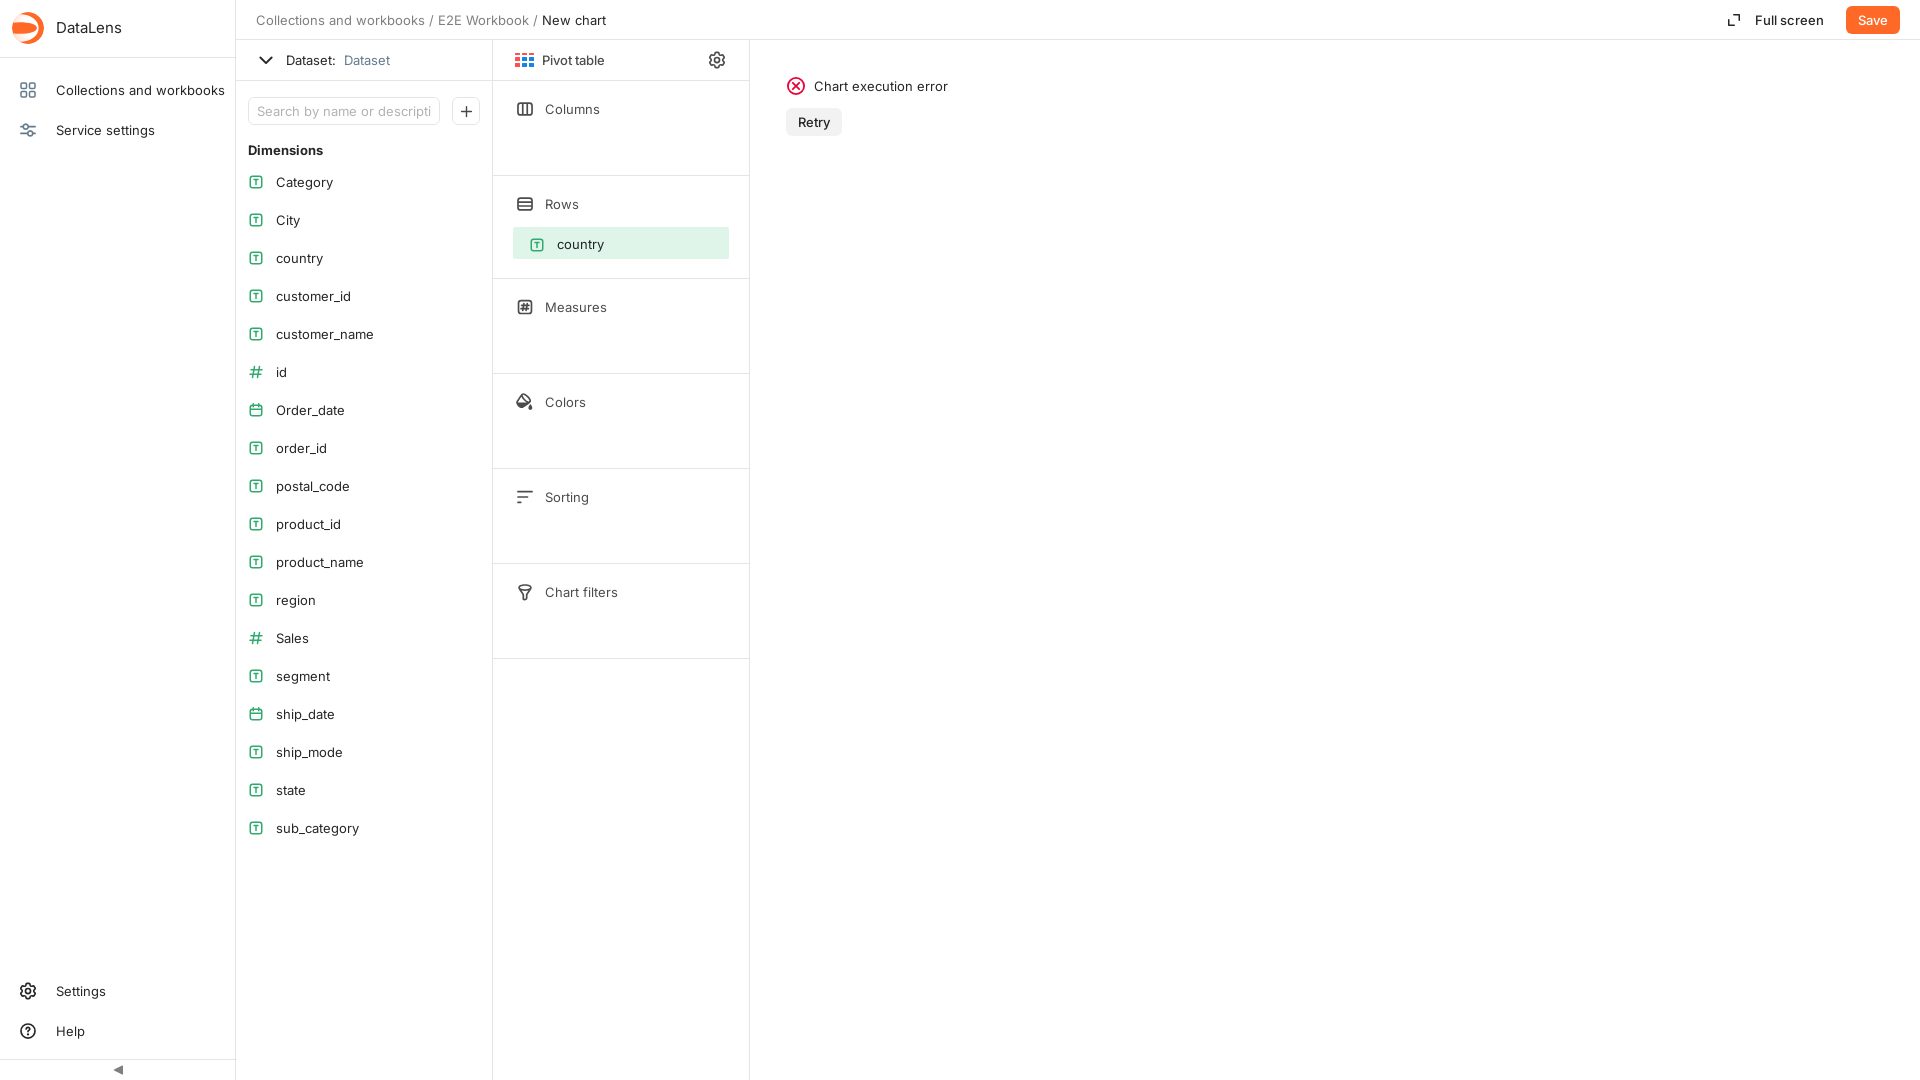 DataLens
Collections and workbooks
Service settings
Settings
Help
Collections and workbooks / E2E Workbook / New chart
Full screen
Save
Dataset: Dataset
Search by name or descripti
Dimensions
Category
City
country
customer_id
customer_name
id
Order_date
order_id
postal_code
product_id
product_name
region
Sales
segment
ship_date
ship_mode
state
sub_category
Pivot table
Columns
Rows
country
Measures
Colors
Sorting
Chart filters
Chart execution error
Retry